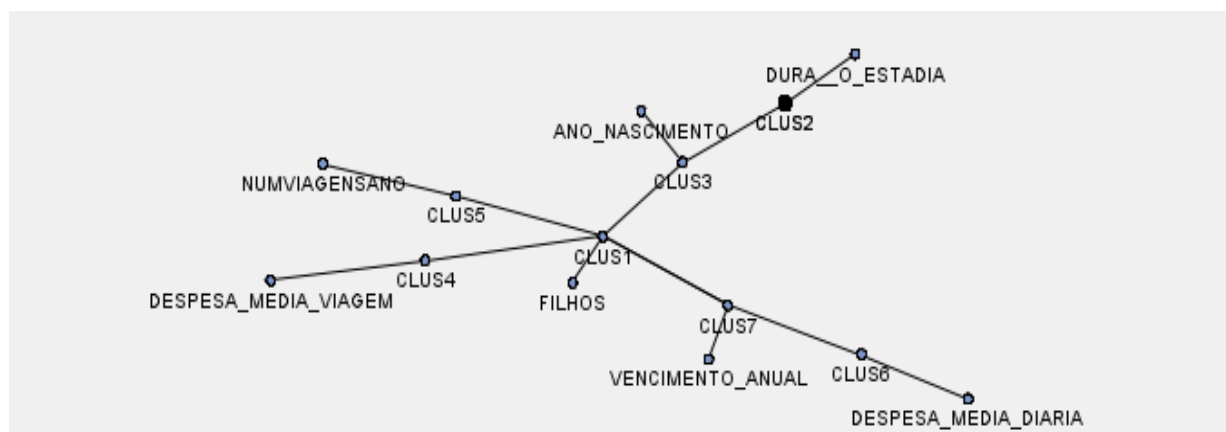 DURA__O_ESTADIA
CLUS2
ANO_NASCIMENTO
CLUS3
NUMVIAGENSANO
CLUS5
CLUS1
CLUS4
DESPESA_MEDIA_VIAGEM
FILHOS
CLUS7
VENCIMENTO_ANUAL
CLUS6
DESPESA_MEDIA_DIARIA